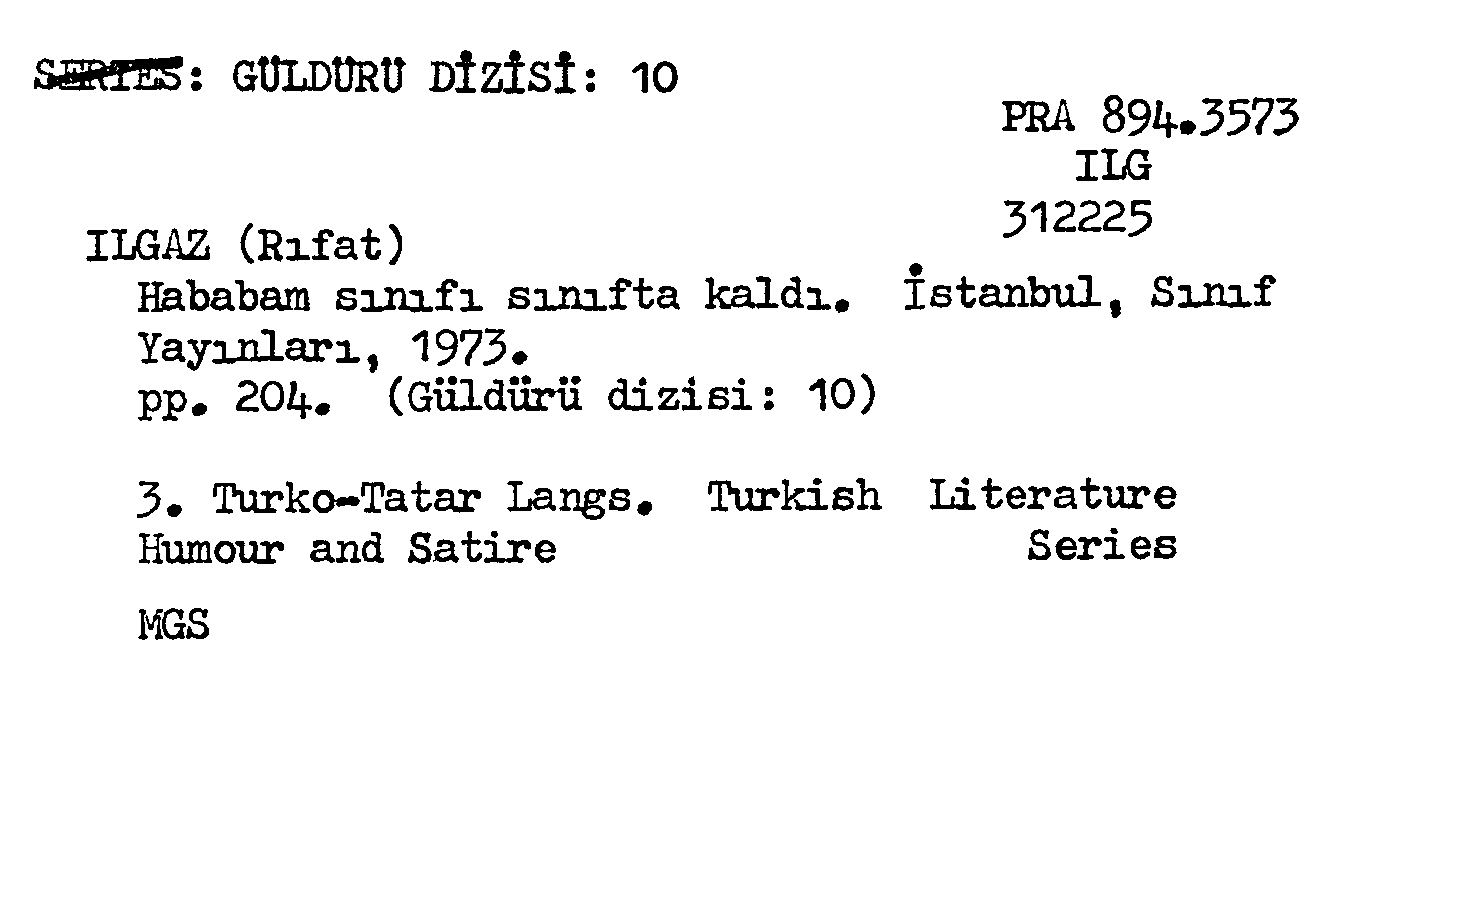 SERIES: GÜLDÜRÜ DİZİSİ: 10
PRA 894.3573
ILG
312225
ILGAZ (Rıfat)
Hababam sınıfı sınıfta kaldı. İstanbul, Sınıf
Yayınları, 1973.
pp. 204. (Güldürü dizisi: 10)
3. Turko-Tatar Langs. Turkish Literature
Humour and Satire Series
MGS